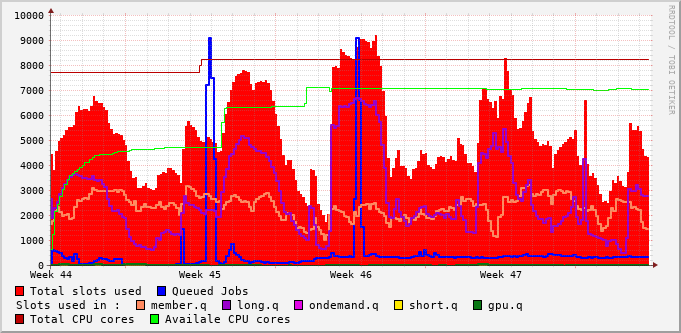 10000
9000
8000
7000
6000
5000
4000
3000
2000
1000
0
Week 44 Week 45 Week 46 Week 47
Total slots used Queued Jobs
Slots used in : member.q long.q ondemand.q short.q gpu.q
Total CPU cores Availale CPU cores
RRDTOOL / TOBI OETIKER